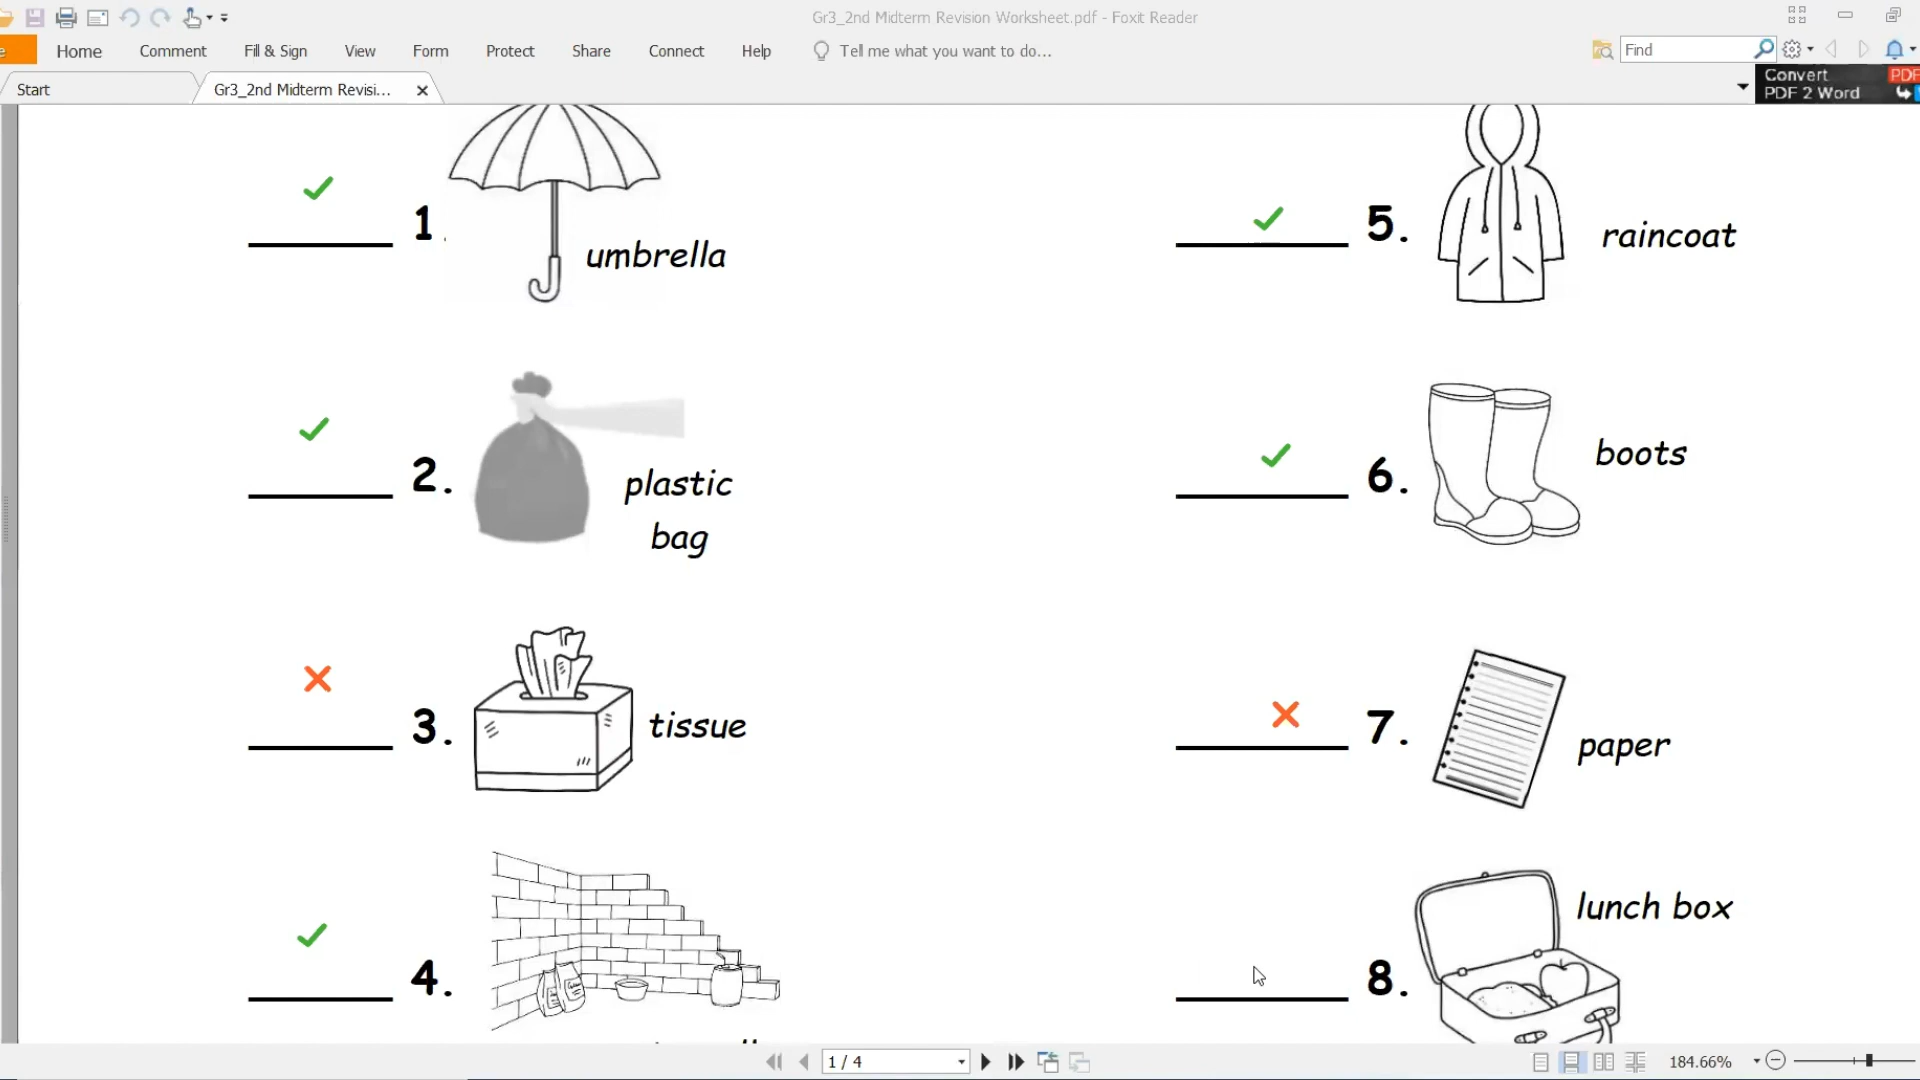 Gr3_2nd Midterm Revision Worksheet.pdf - Foxit Reader
Home Comment Fill & Sign View Form Protect Share Connect Help Tell me what you want to do... Find
Start Gr3_2nd Midterm Revisi... Convert PDF
PDF 2 Word
1. umbrella
5. raincoat
2. plastic
bag
6. boots
3. tissue
7. paper
4.
8. lunch box
1 / 4 184.66%